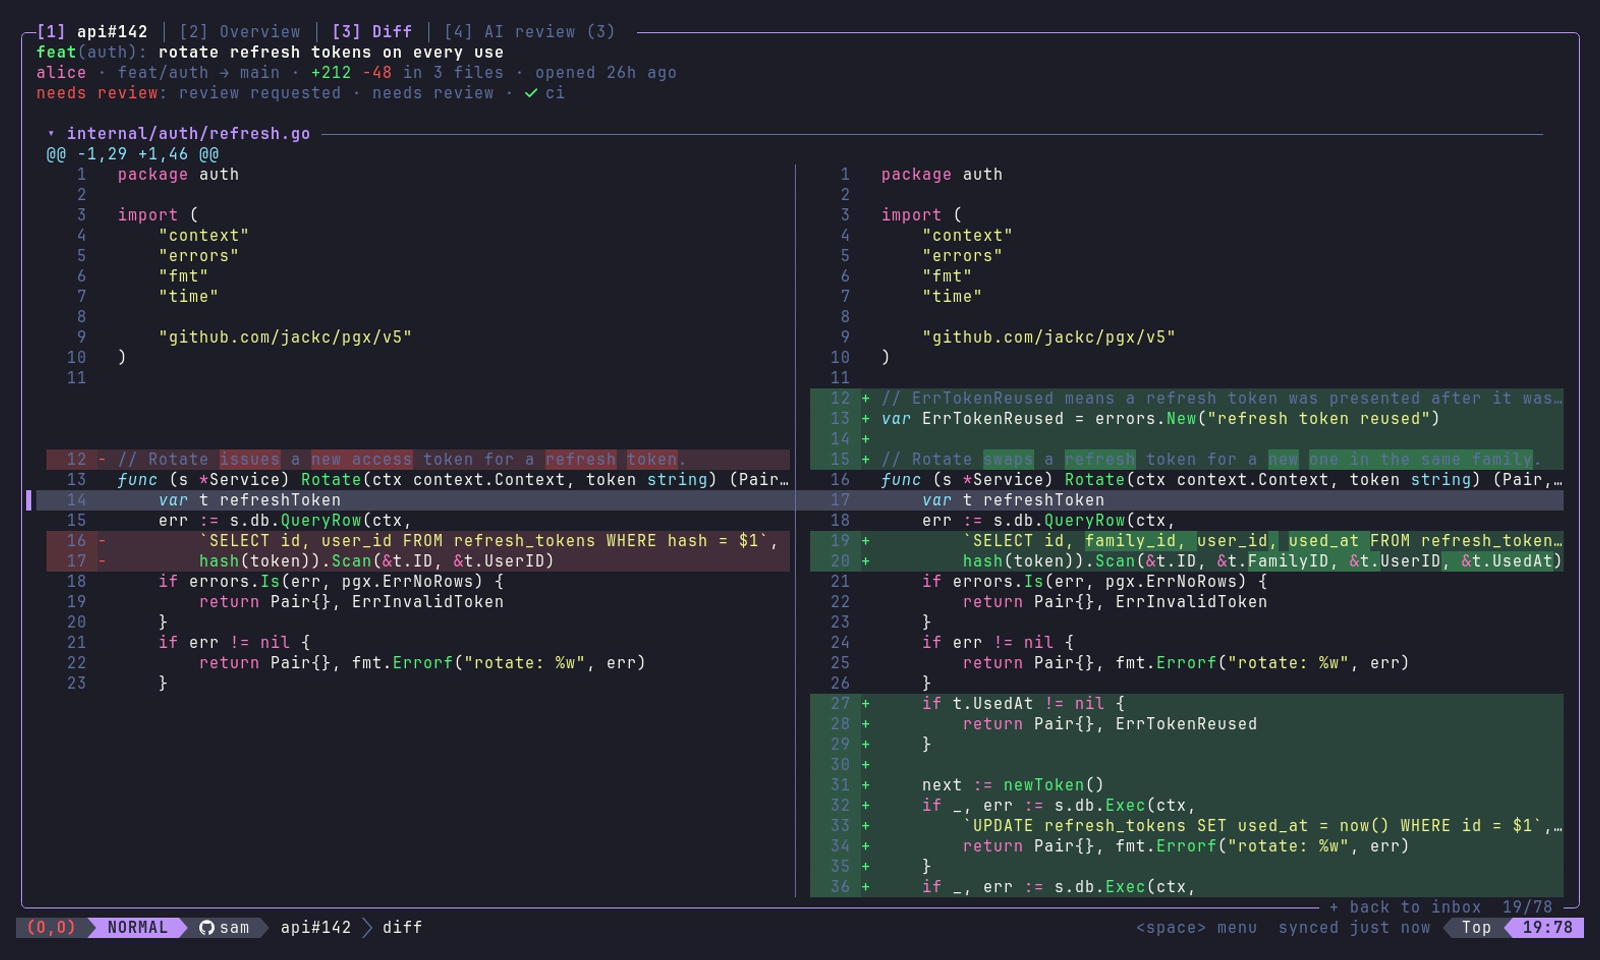 [1] api#142 │ [2] Overview │ [3] Diff │ [4] AI review (3)
feat(auth): rotate refresh tokens on every use
alice · feat/auth → main · +212 -48 in 3 files · opened 26h ago
needs review: review requested · needs review · ✓ ci
▾ internal/auth/refresh.go
@@ -1,29 +1,46 @@
1 package auth
2
3 import (
4 "context"
5 "errors"
6 "fmt"
7 "time"
8
9 "github.com/jackc/pgx/v5"
10 )
11
12 - // Rotate issues a new access token for a refresh token.
13 func (s *Service) Rotate(ctx context.Context, token string) (Pair…
14 var t refreshToken
15 err := s.db.QueryRow(ctx,
16 - `SELECT id, user_id FROM refresh_tokens WHERE hash = $1`,
17 - hash(token)).Scan(&t.ID, &t.UserID)
18 if errors.Is(err, pgx.ErrNoRows) {
19 return Pair{}, ErrInvalidToken
20 }
21 if err != nil {
22 return Pair{}, fmt.Errorf("rotate: %w", err)
23 }
1 package auth
2
3 import (
4 "context"
5 "errors"
6 "fmt"
7 "time"
8
9 "github.com/jackc/pgx/v5"
10 )
11
12 + // ErrTokenReused means a refresh token was presented after it was…
13 + var ErrTokenReused = errors.New("refresh token reused")
14 +
15 + // Rotate swaps a refresh token for a new one in the same family.
16 func (s *Service) Rotate(ctx context.Context, token string) (Pair,…
17 var t refreshToken
18 err := s.db.QueryRow(ctx,
19 + `SELECT id, family_id, user_id, used_at FROM refresh_token…
20 + hash(token)).Scan(&t.ID, &t.FamilyID, &t.UserID, &t.UsedAt)
21 if errors.Is(err, pgx.ErrNoRows) {
22 return Pair{}, ErrInvalidToken
23 }
24 if err != nil {
25 return Pair{}, fmt.Errorf("rotate: %w", err)
26 }
27 + if t.UsedAt != nil {
28 + return Pair{}, ErrTokenReused
29 + }
30 +
31 + next := newToken()
32 + if _, err := s.db.Exec(ctx,
33 + `UPDATE refresh_tokens SET used_at = now() WHERE id = $1`,…
34 + return Pair{}, fmt.Errorf("rotate: %w", err)
35 + }
36 + if _, err := s.db.Exec(ctx,
+ back to inbox 19/78
(O,O) NORMAL sam api#142 diff <space> menu synced just now Top 19:78